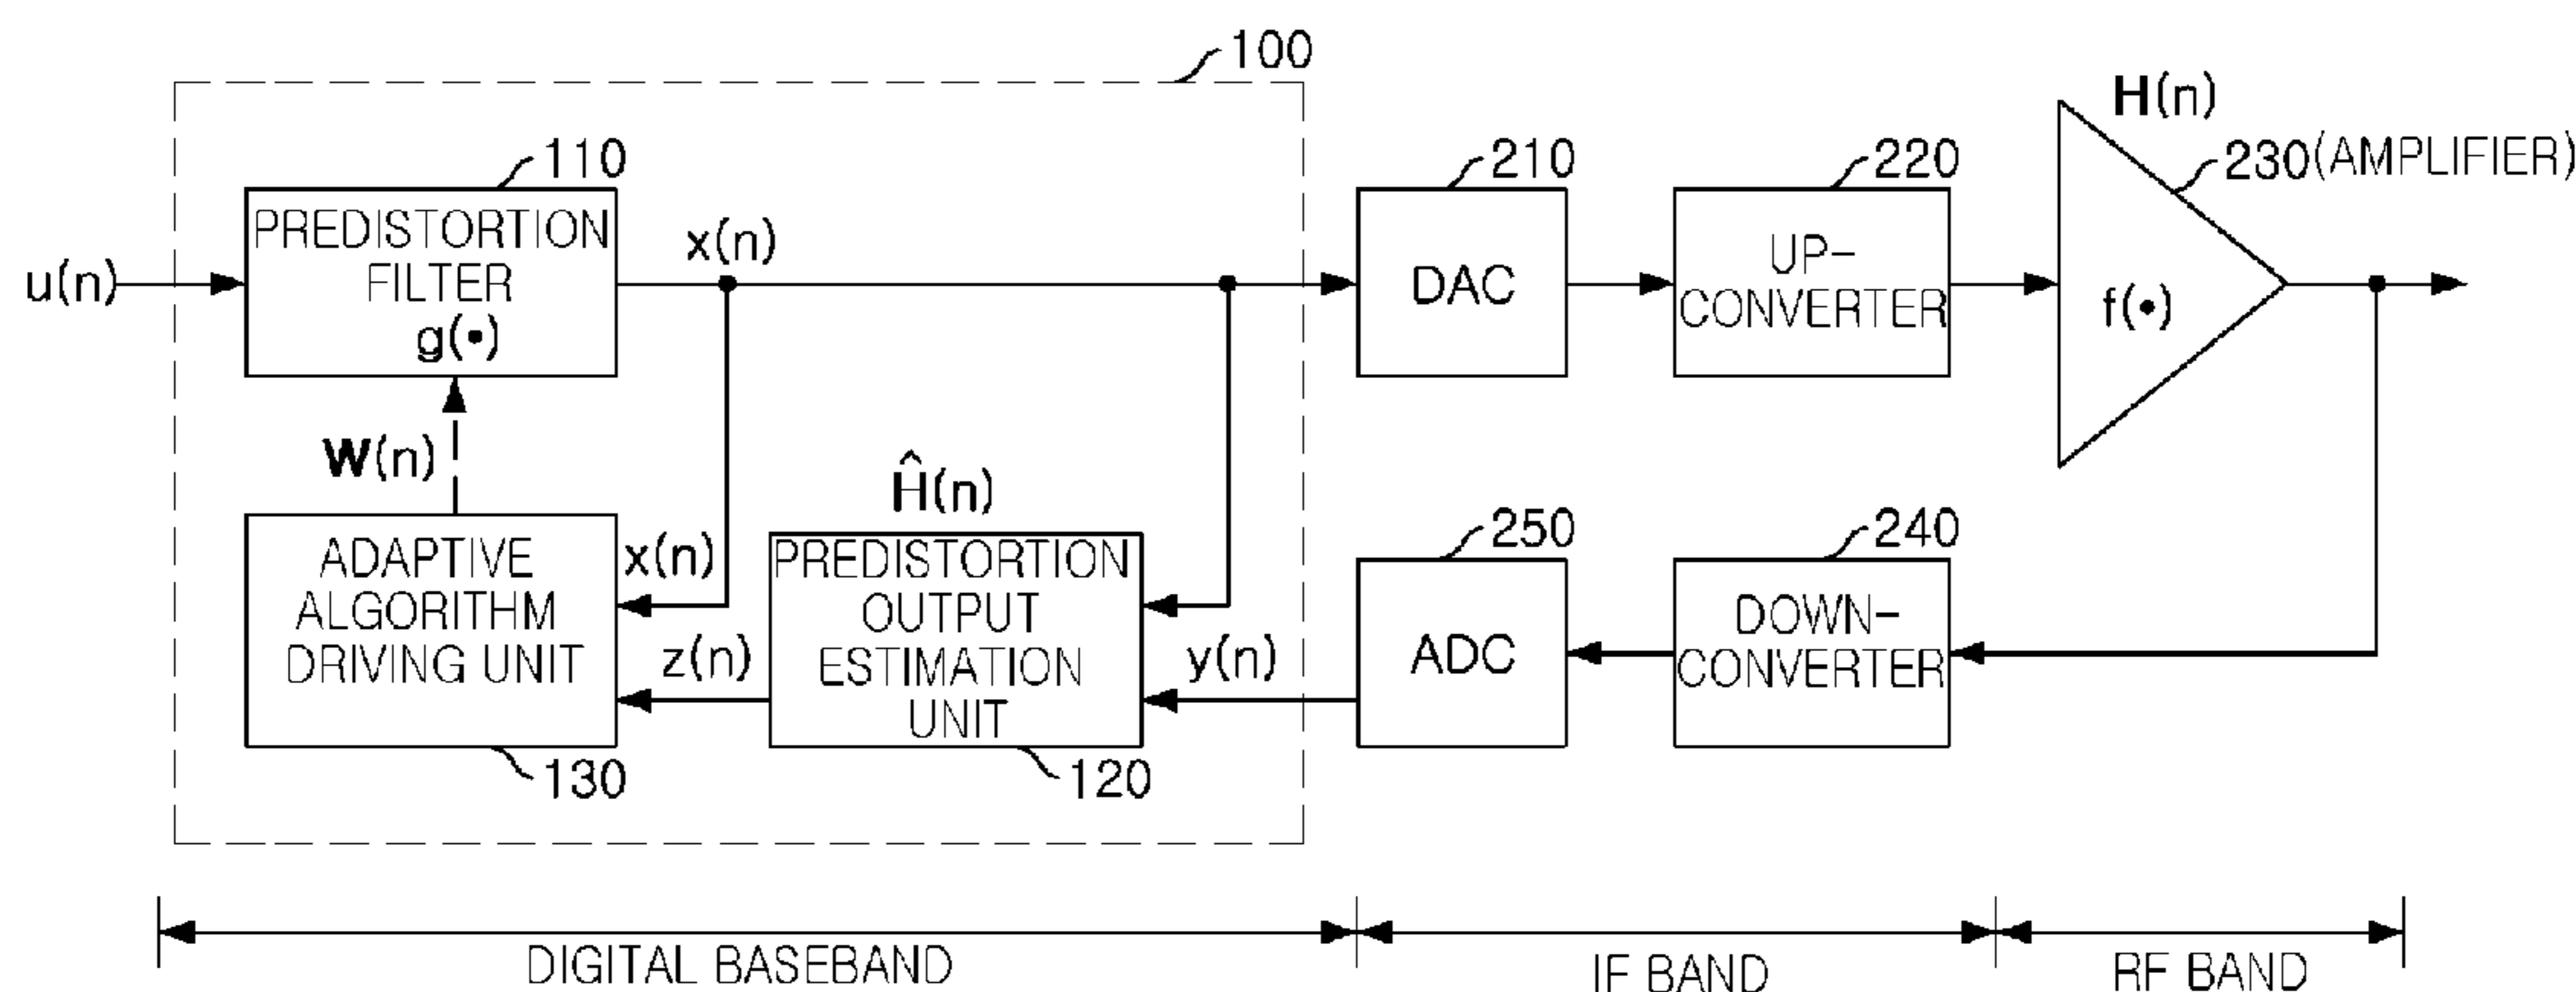 100
H(n)
110
210
220
230(AMPLIFIER)
u(n)
PREDISTORTION
FILTER
g(•)
x(n)
DAC
UP-
CONVERTER
f(•)
W(n)
Ĥ(n)
250
240
ADAPTIVE
ALGORITHM
DRIVING UNIT
x(n)
z(n)
PREDISTORTION
OUTPUT
ESTIMATION
UNIT
y(n)
ADC
DOWN-
CONVERTER
130
120
DIGITAL BASEBAND
IF BAND
RF BAND